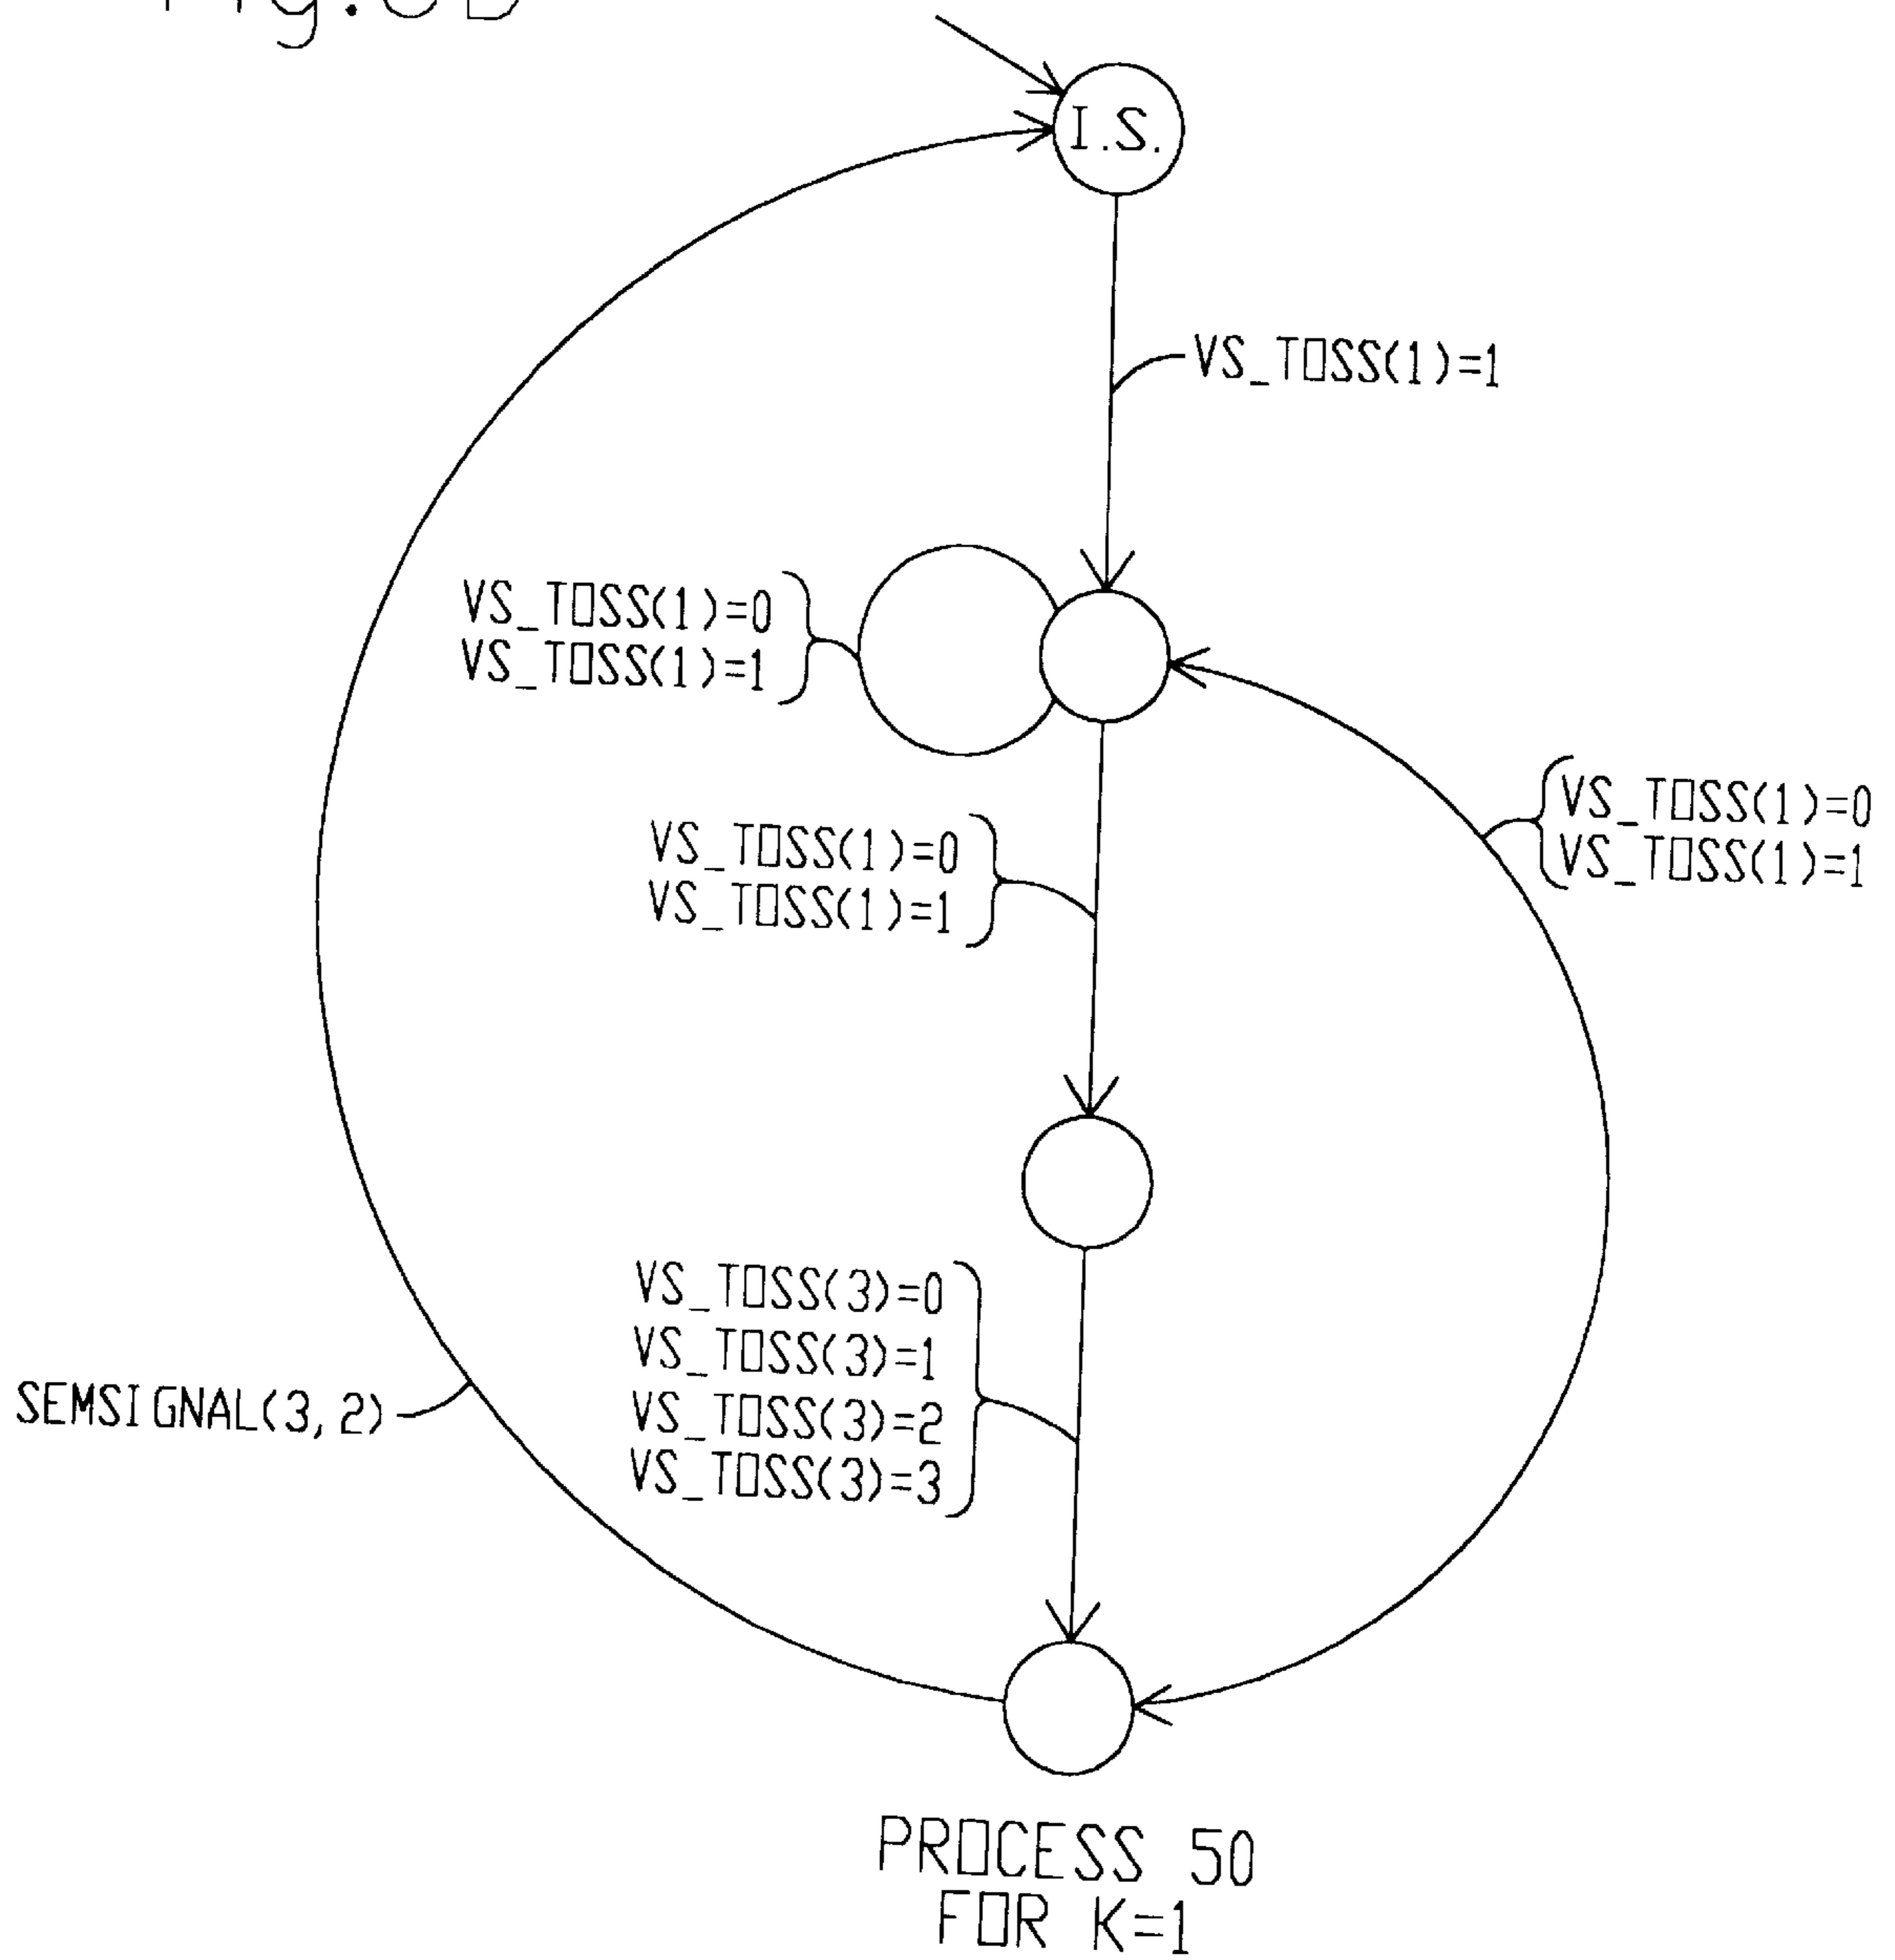 I.S.
VS_TOSS(1)=1
VS_TOSS(1)=0
VS_TOSS(1)=1
VS_TOSS(1)=0
VS_TOSS(1)=1
VS_TOSS(1)=0
VS_TOSS(1)=1
VS_TOSS(3)=0
VS_TOSS(3)=1
VS_TOSS(3)=2
VS_TOSS(3)=3
SEMSIGNAL(3,2)
PROCESS 50
FOR K=1